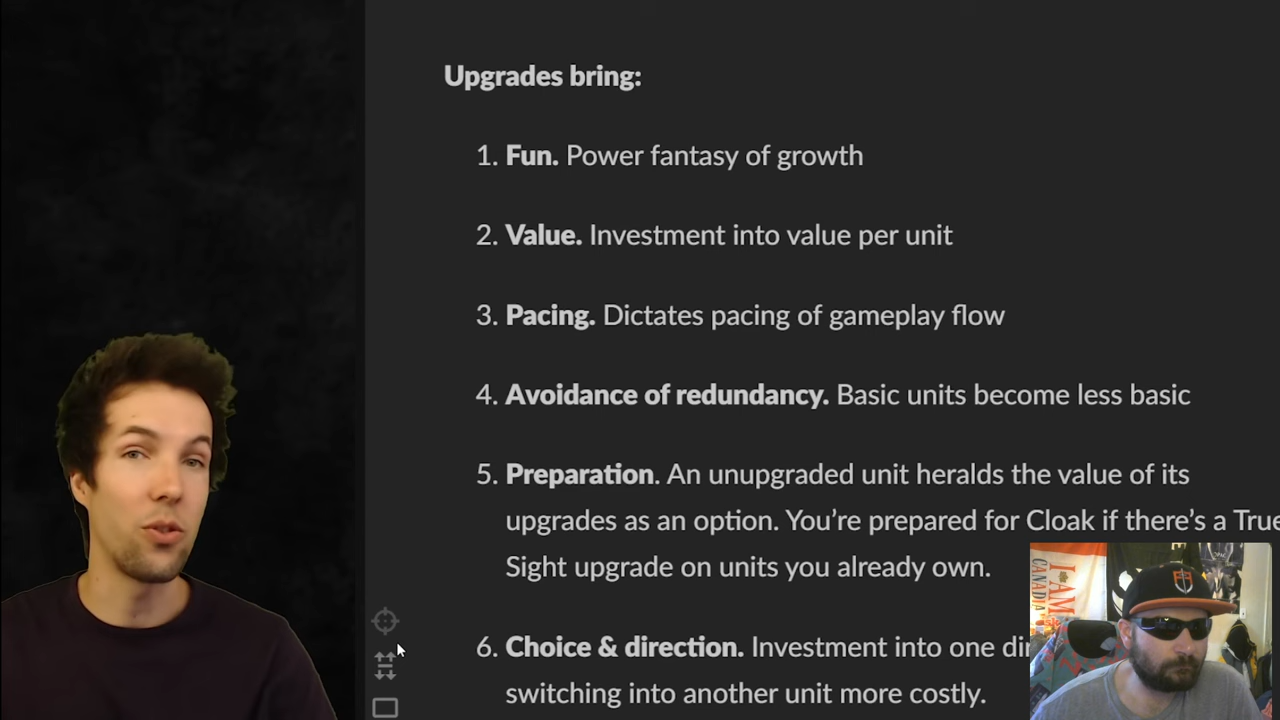 Upgrades bring:
1. Fun. Power fantasy of growth
2. Value. Investment into value per unit
3. Pacing. Dictates pacing of gameplay flow
4. Avoidance of redundancy. Basic units become less basic
5. Preparation. An unupgraded unit heralds the value of its
upgrades as an option. You’re prepared for Cloak if there’s a True
Sight upgrade on units you already own.
6. Choice & direction. Investment into one
switching into another unit more costly.
I AM
CANADIA